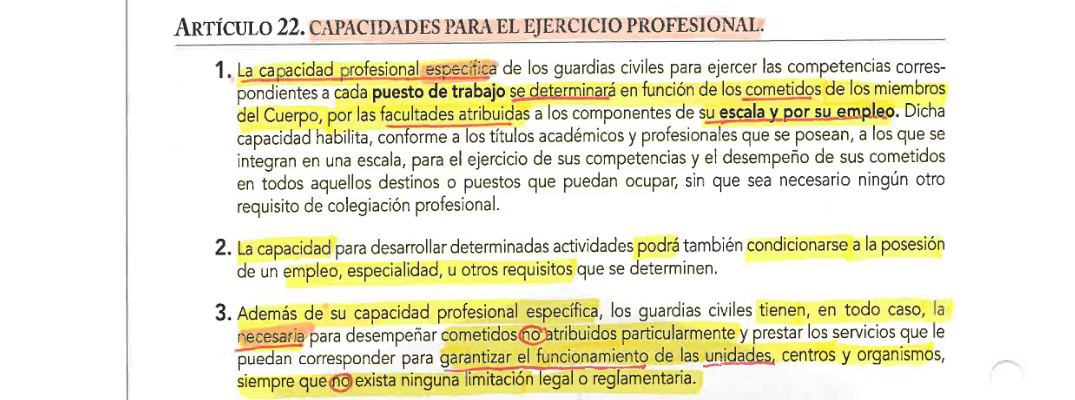 ARTÍCULO 22. CAPACIDADES PARA EL EJERCICIO PROFESIONAL.
1. La capacidad profesional específica de los guardias civiles para ejercer las competencias corres-
pondientes a cada puesto de trabajo se determinará en función de los cometidos de los miembros
del Cuerpo, por las facultades atribuidas a los componentes de su escala y por su empleo. Dicha
capacidad habilita, conforme a los títulos académicos y profesionales que se posean, a los que se
integran en una escala, para el ejercicio de sus competencias y el desempeño de sus cometidos
en todos aquellos destinos o puestos que puedan ocupar, sin que sea necesario ningún otro
requisito de colegiación profesional.
2. La capacidad para desarrollar determinadas actividades podrá también condicionarse a la posesión
de un empleo, especialidad, u otros requisitos que se determinen.
3. Además de su capacidad profesional específica, los guardias civiles tienen, en todo caso, la
necesaria para desempeñar cometidos no atribuidos particularmente y prestar los servicios que le
puedan corresponder para garantizar el funcionamiento de las unidades, centros y organismos,
siempre que no exista ninguna limitación legal o reglamentaria.